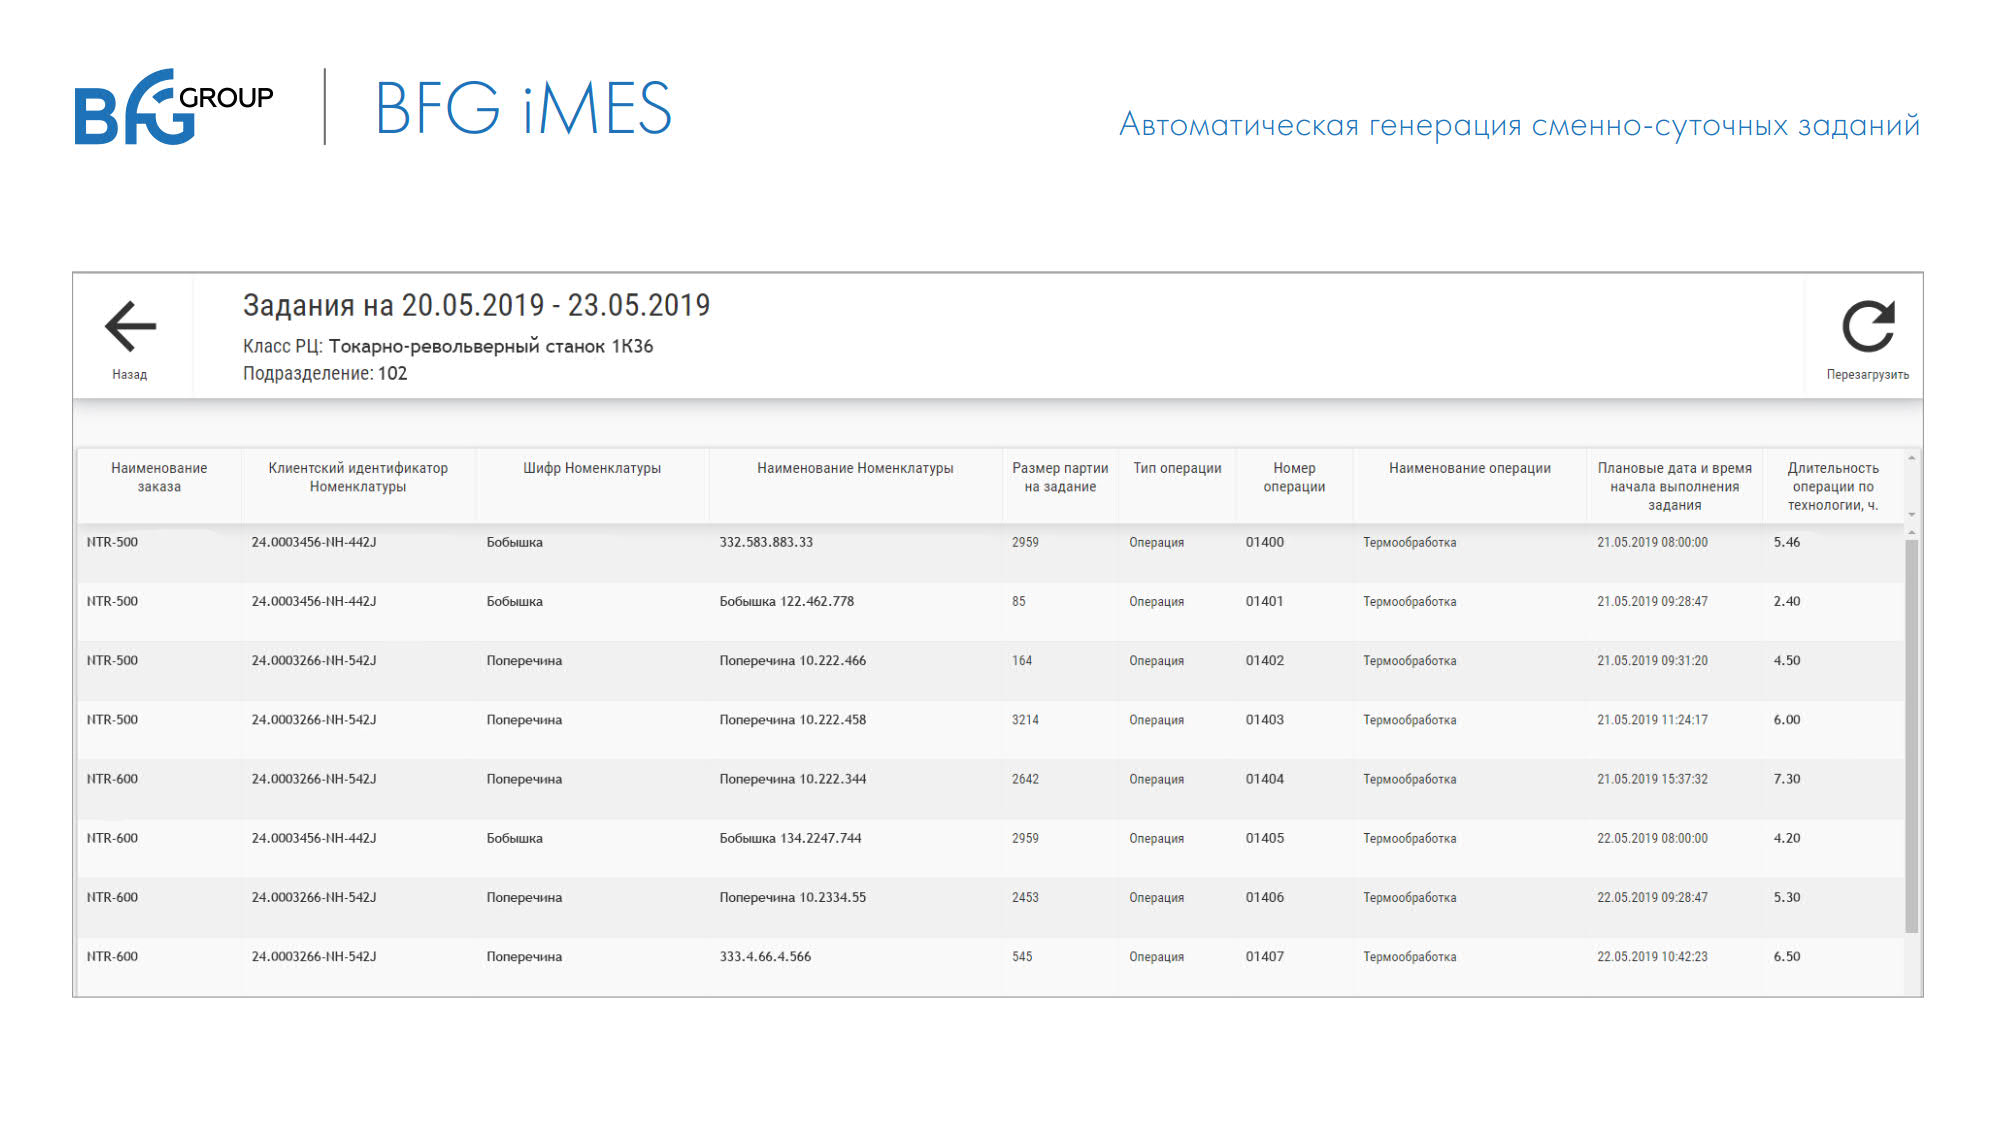 BFG GROUP
BFG iMES
Автоматическая генерация сменно-суточных заданий
Задания на 20.05.2019 - 23.05.2019
Класс РЦ: Токарно-револьверный станок 1К36
Подразделение: 102
Назад
Перезагрузить
Наименование заказа Клиентский идентификатор Номенклатуры Шифр Номенклатуры Наименование Номенклатуры Размер партии на задание Тип операции Номер операции Наименование операции Плановые дата и время начала выполнения задания Длительность операции по технологии, ч.
NTR-500 24.0003456-NH-442J Бобышка 332.583.883.33 2959 Операция 01400 Термообработка 21.05.2019 08:00:00 5.46
NTR-500 24.0003456-NH-442J Бобышка Бобышка 122.462.778 85 Операция 01401 Термообработка 21.05.2019 09:28:47 2.40
NTR-500 24.0003266-NH-542J Поперечина Поперечина 10.222.466 164 Операция 01402 Термообработка 21.05.2019 09:31:20 4.50
NTR-500 24.0003266-NH-542J Поперечина Поперечина 10.222.458 3214 Операция 01403 Термообработка 21.05.2019 11:24:17 6.00
NTR-600 24.0003266-NH-542J Поперечина Поперечина 10.222.344 2642 Операция 01404 Термообработка 21.05.2019 15:37:32 7.30
NTR-600 24.0003456-NH-442J Бобышка Бобышка 134.2247.744 2959 Операция 01405 Термообработка 22.05.2019 08:00:00 4.20
NTR-600 24.0003266-NH-542J Поперечина Поперечина 10.2334.55 2453 Операция 01406 Термообработка 22.05.2019 09:28:47 5.30
NTR-600 24.0003266-NH-542J Поперечина 333.4.66.4.566 545 Операция 01407 Термообработка 22.05.2019 10:42:23 6.50